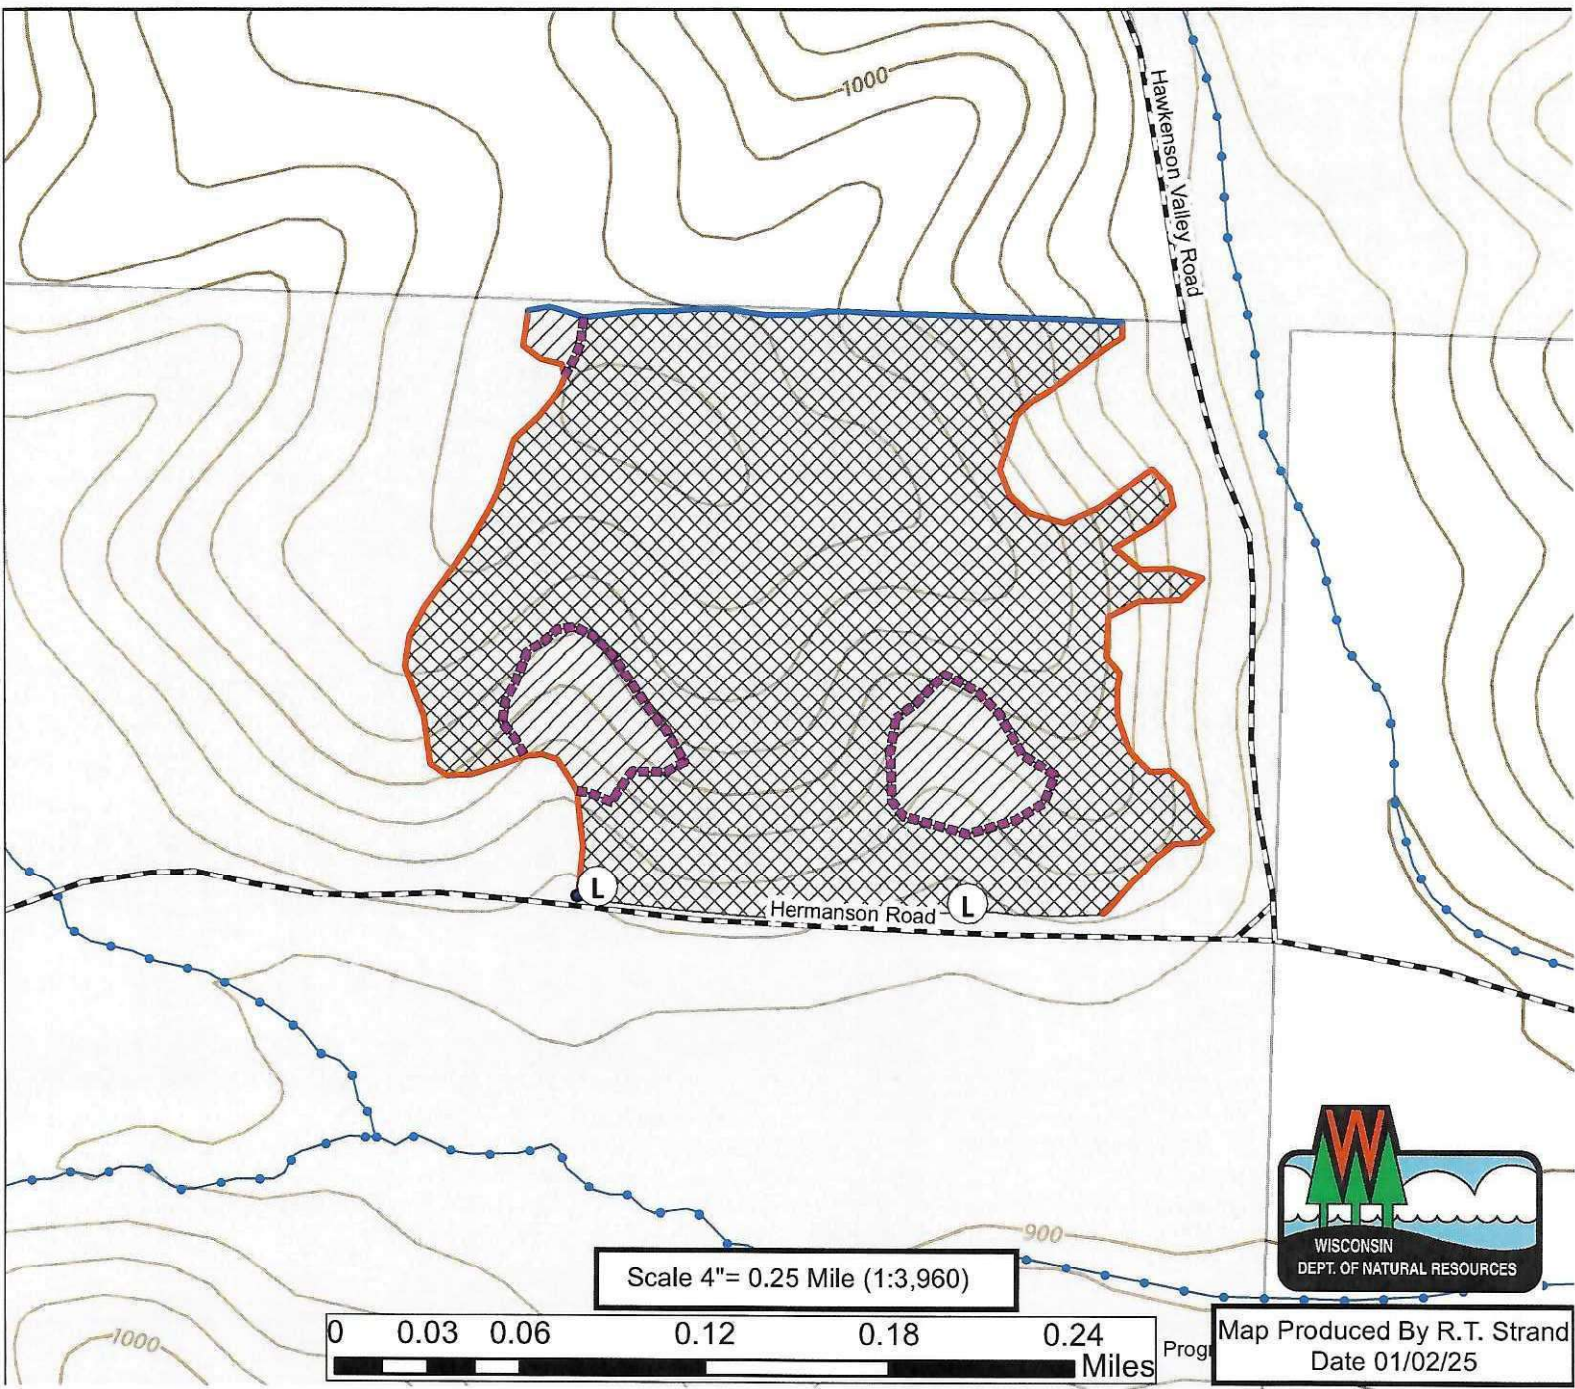 1000
Hawkenson Valley Road
L
Hermanson Road
L
900
WISCONSIN
DEPT. OF NATURAL RESOURCES
Scale 4"= 0.25 Mile (1:3,960)
0 0.03 0.06 0.12 0.18 0.24
Miles
1000
Map Produced By R.T. Strand
Date 01/02/25